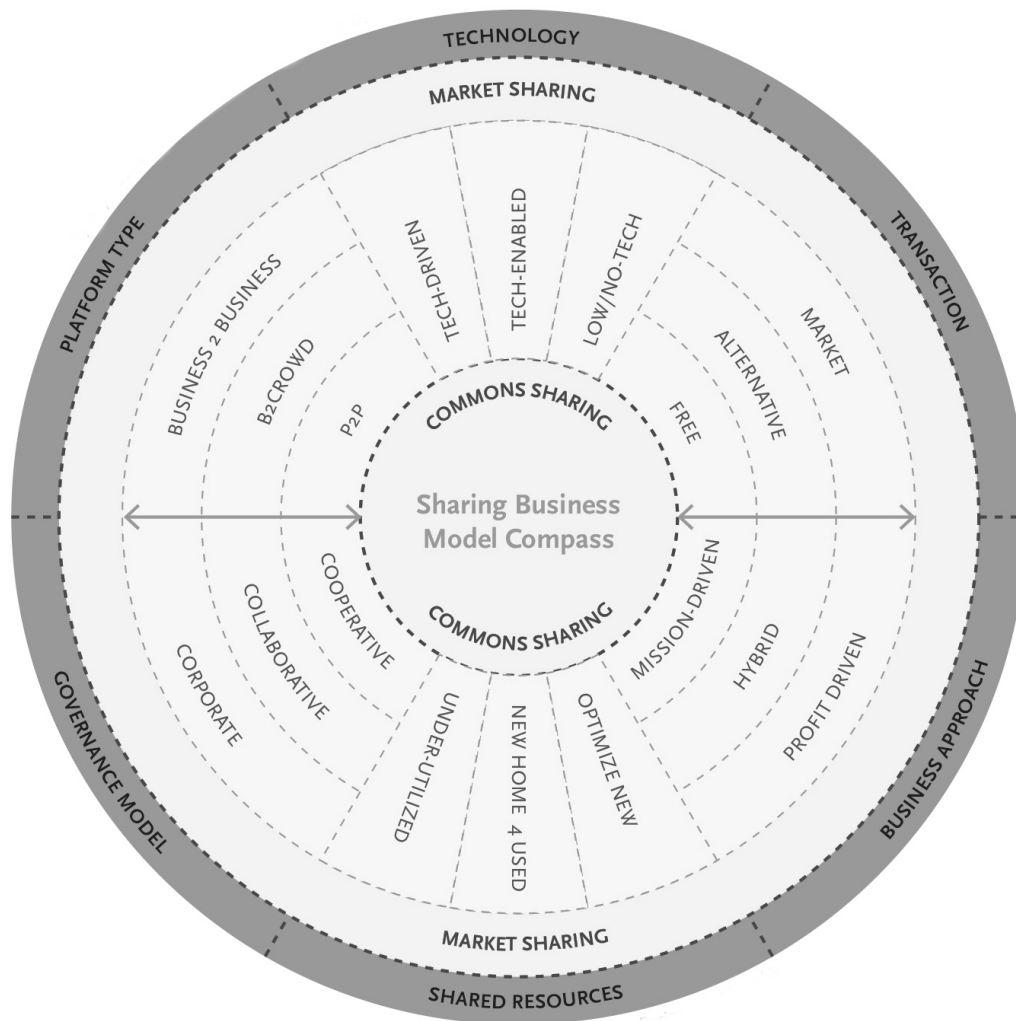 TECHNOLOGY
MARKET SHARING
PLATFORM TYPE
TRANSACTION
BUSINESS 2 BUSINESS
B2CROWD
P2P
TECH-DRIVEN
TECH-ENABLED
LOW/NO-TECH
FREE
ALTERNATIVE
MARKET
COMMONS SHARING
Sharing Business
Model Compass
COMMONS SHARING
CORPORATE
COLLABORATIVE
COOPERATIVE
UNDER-UTILIZED
NEW HOME 4 USED
OPTIMIZE NEW
MISSION-DRIVEN
HYBRID
PROFIT DRIVEN
GOVERNANCE MODEL
BUSINESS APPROACH
MARKET SHARING
SHARED RESOURCES